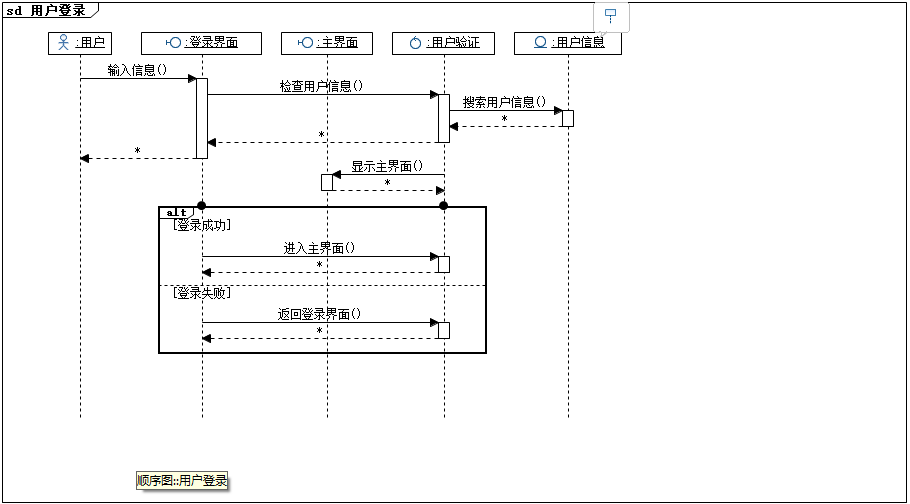 sd 用户登录
:用户
:登录界面
:主界面
:用户验证
:用户信息
输入信息()
检查用户信息()
搜索用户信息()
*
*
*
显示主界面()
*
alt
[登录成功]
进入主界面()
*
[登录失败]
返回登录界面()
*
顺序图::用户登录